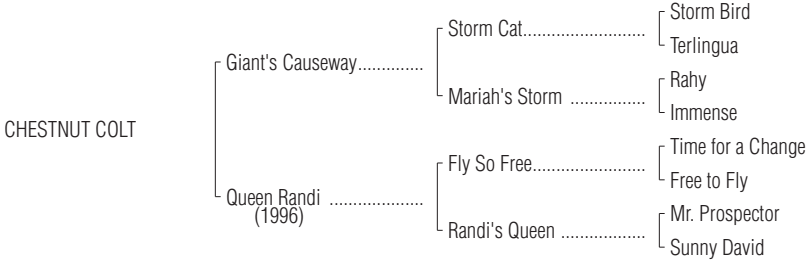 Storm Bird
Storm Cat..........................
Terlingua
Giant's Causeway..............
Rahy
Mariah's Storm ................
Immense
CHESTNUT COLT
Time for a Change
Fly So Free........................
Free to Fly
Queen Randi ....................
(1996)
Mr. Prospector
Randi's Queen ..................
Sunny David